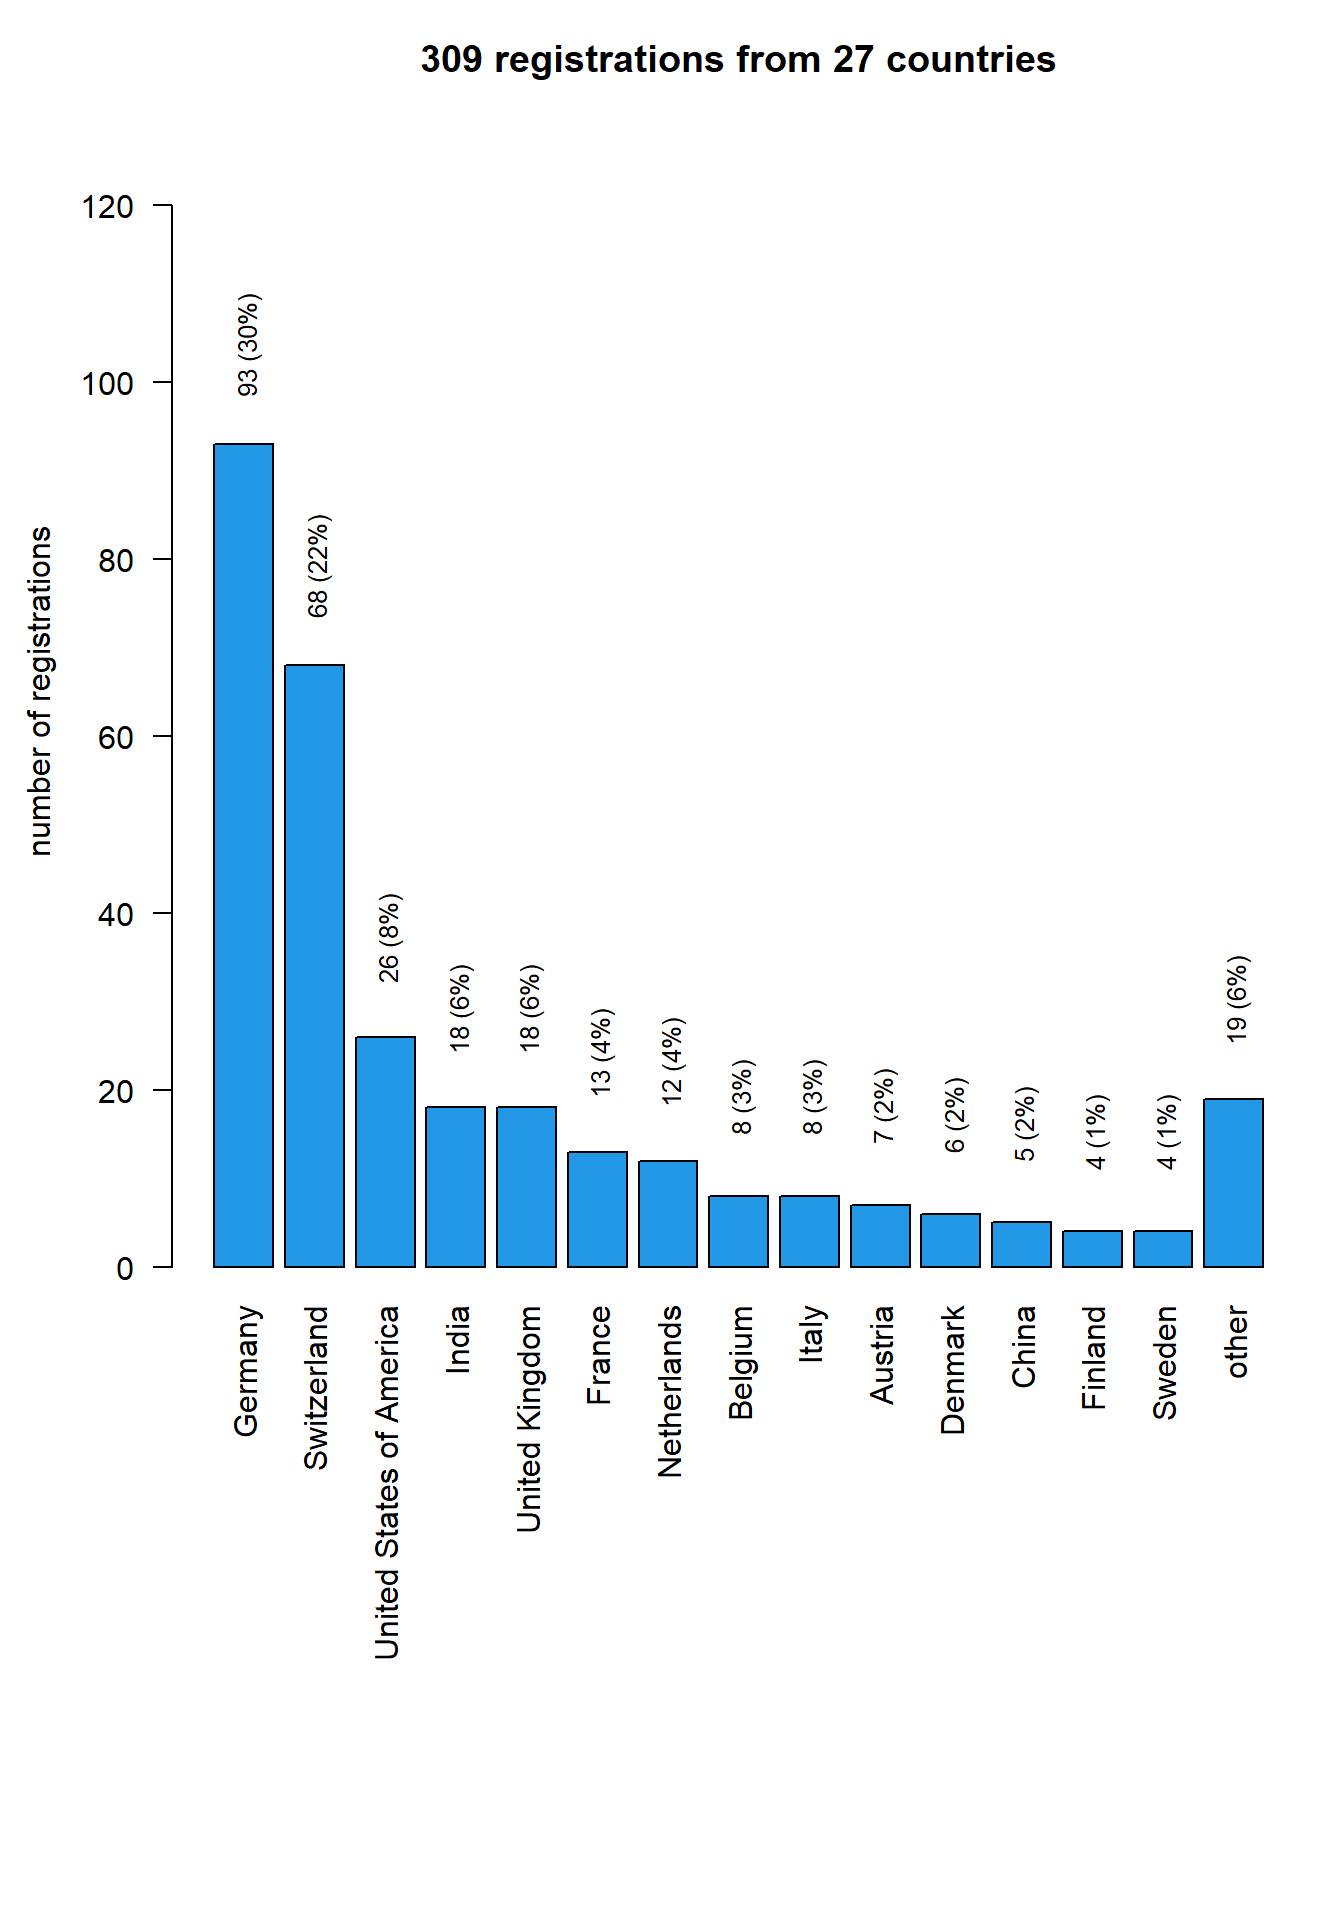 309 registrations from 27 countries
number of registrations
120
100
80
60
40
20
0
93 (30%)
68 (22%)
26 (8%)
18 (6%)
18 (6%)
13 (4%)
12 (4%)
8 (3%)
8 (3%)
7 (2%)
6 (2%)
5 (2%)
4 (1%)
4 (1%)
19 (6%)
Germany
Switzerland
United States of America
India
United Kingdom
France
Netherlands
Belgium
Italy
Austria
Denmark
China
Finland
Sweden
other